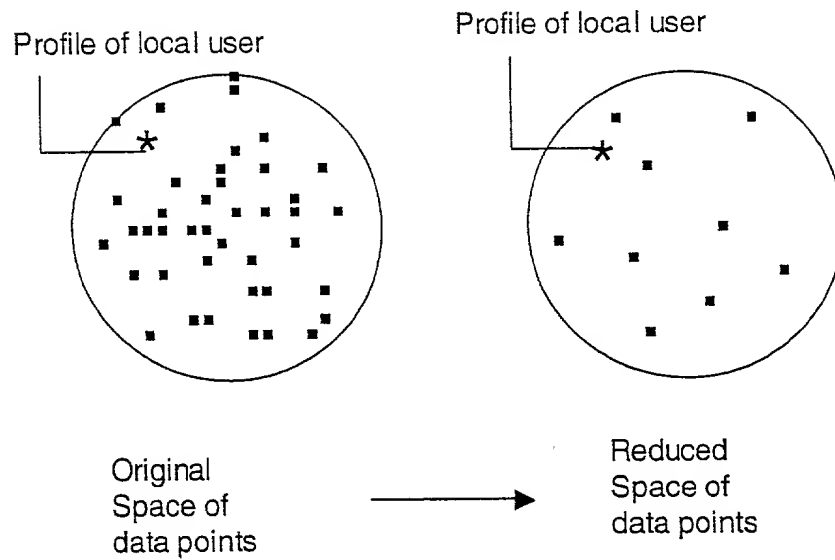 Profile of local user
Profile of local user
Original
Space of
data points
Reduced
Space of
data points